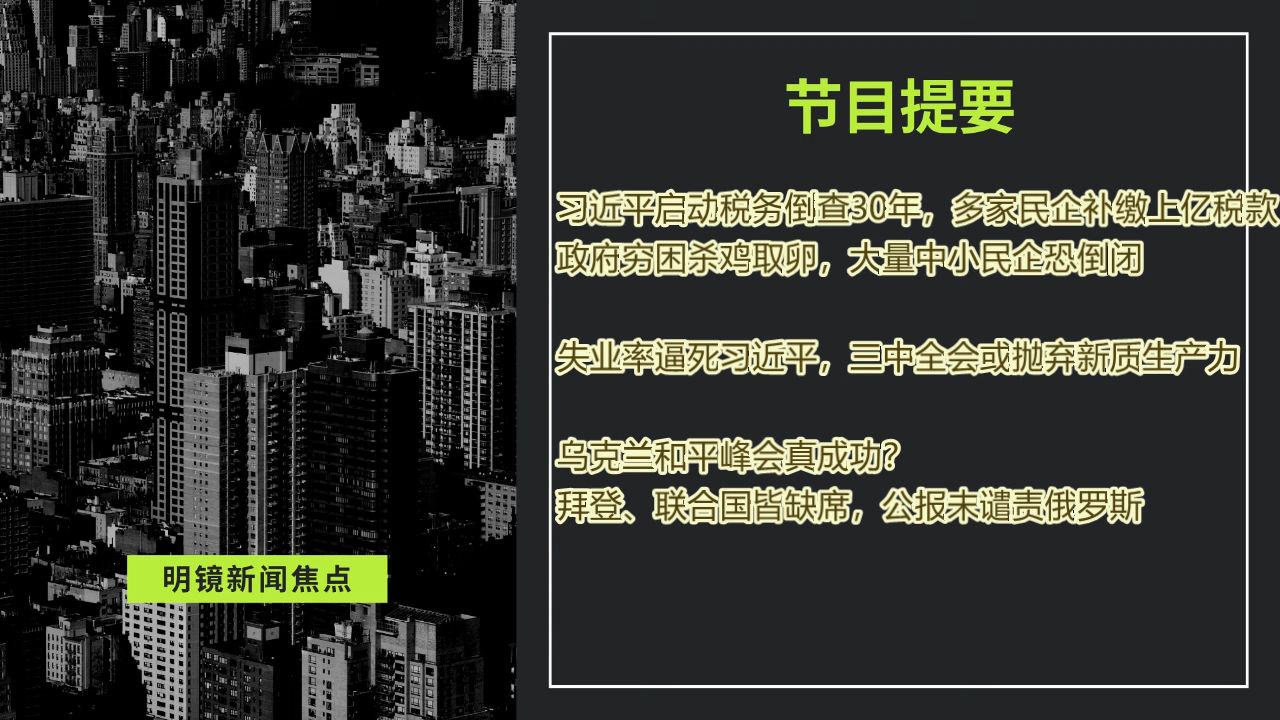 节目提要
习近平启动税务倒查30年，多家民企补缴上亿税款
政府穷困杀鸡取卵，大量中小民企恐倒闭
失业率逼死习近平，三中全会或抛弃新质生产力
乌克兰和平峰会真成功？
拜登、联合国皆缺席，公报未谴责俄罗斯
明镜新闻焦点